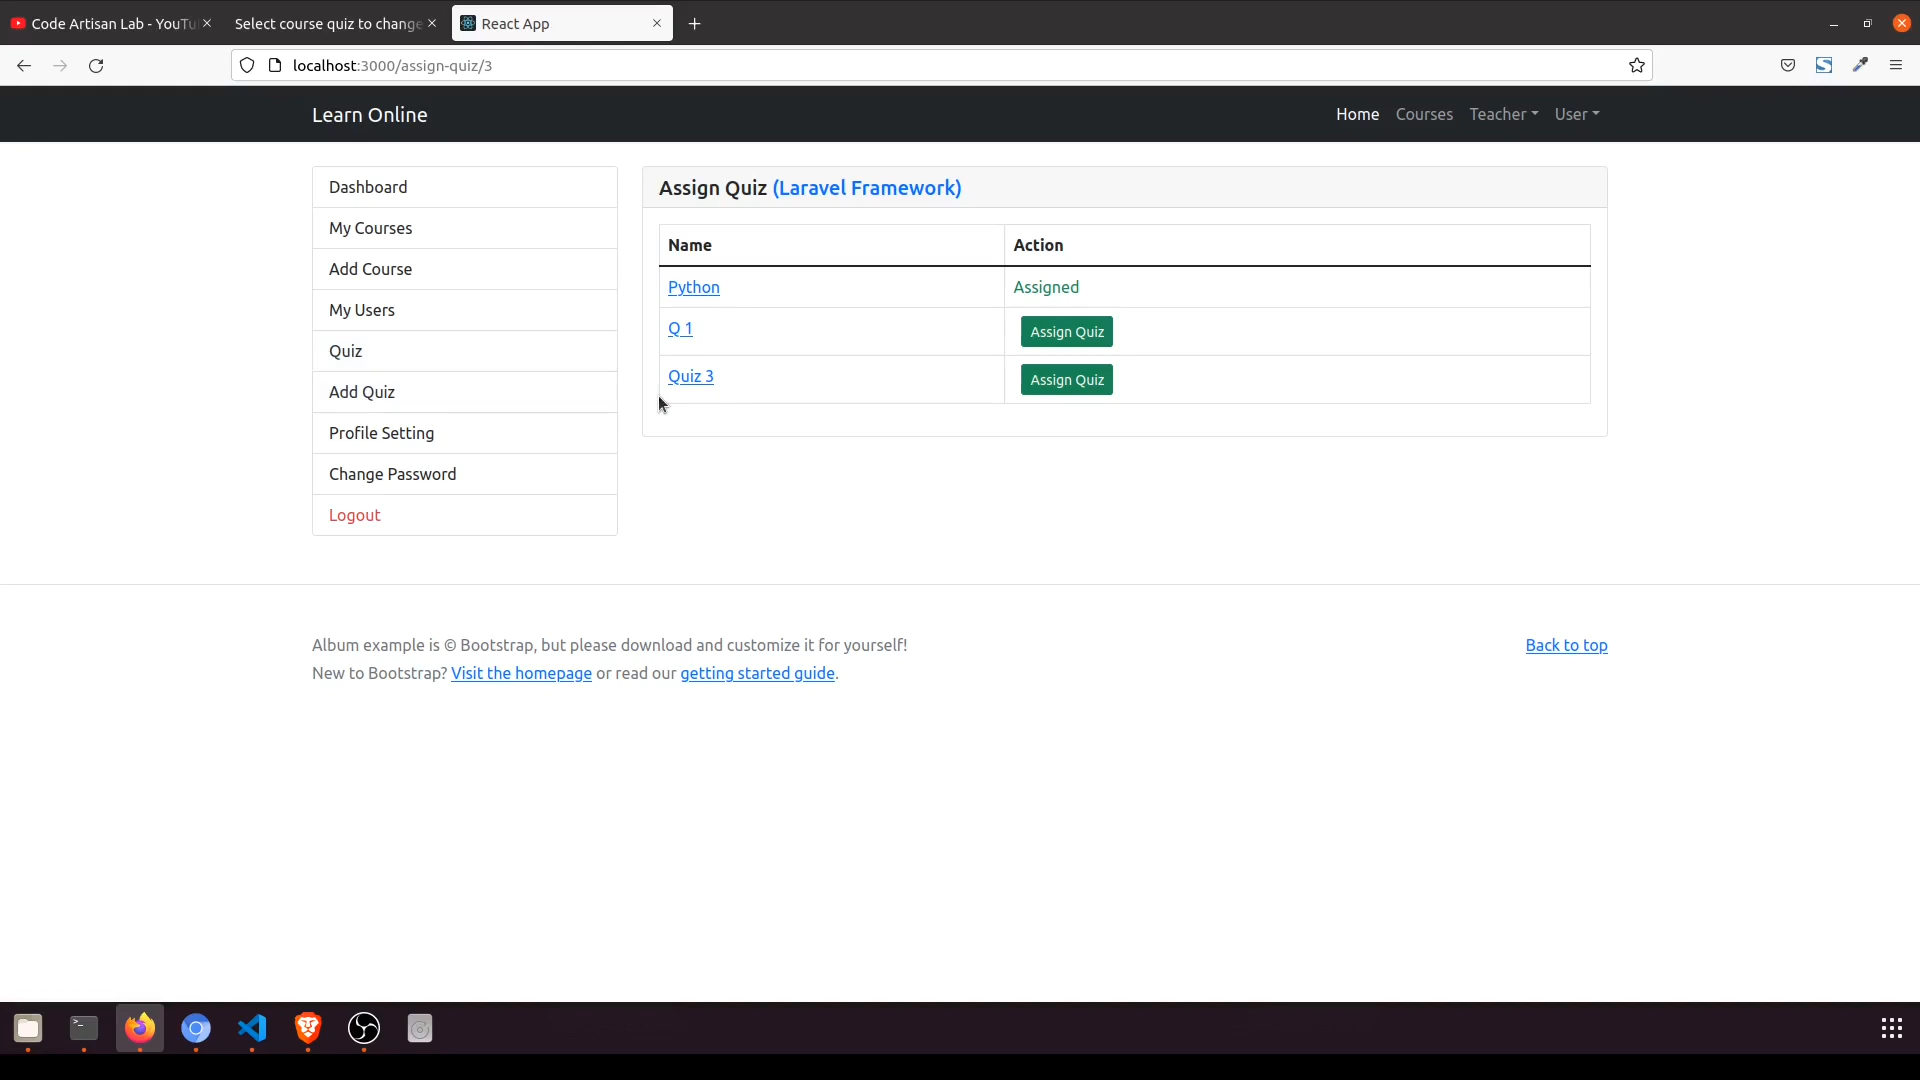 Code Artisan Lab - YouTu
Select course quiz to change
React App
localhost:3000/assign-quiz/3
Learn Online
Home
Courses
Teacher
User
Dashboard
My Courses
Add Course
My Users
Quiz
Add Quiz
Profile Setting
Change Password
Logout
Assign Quiz (Laravel Framework)
Name
Action
Python
Assigned
Q 1
Assign Quiz
Quiz 3
Assign Quiz
Album example is © Bootstrap, but please download and customize it for yourself!
Back to top
New to Bootstrap? Visit the homepage or read our getting started guide.